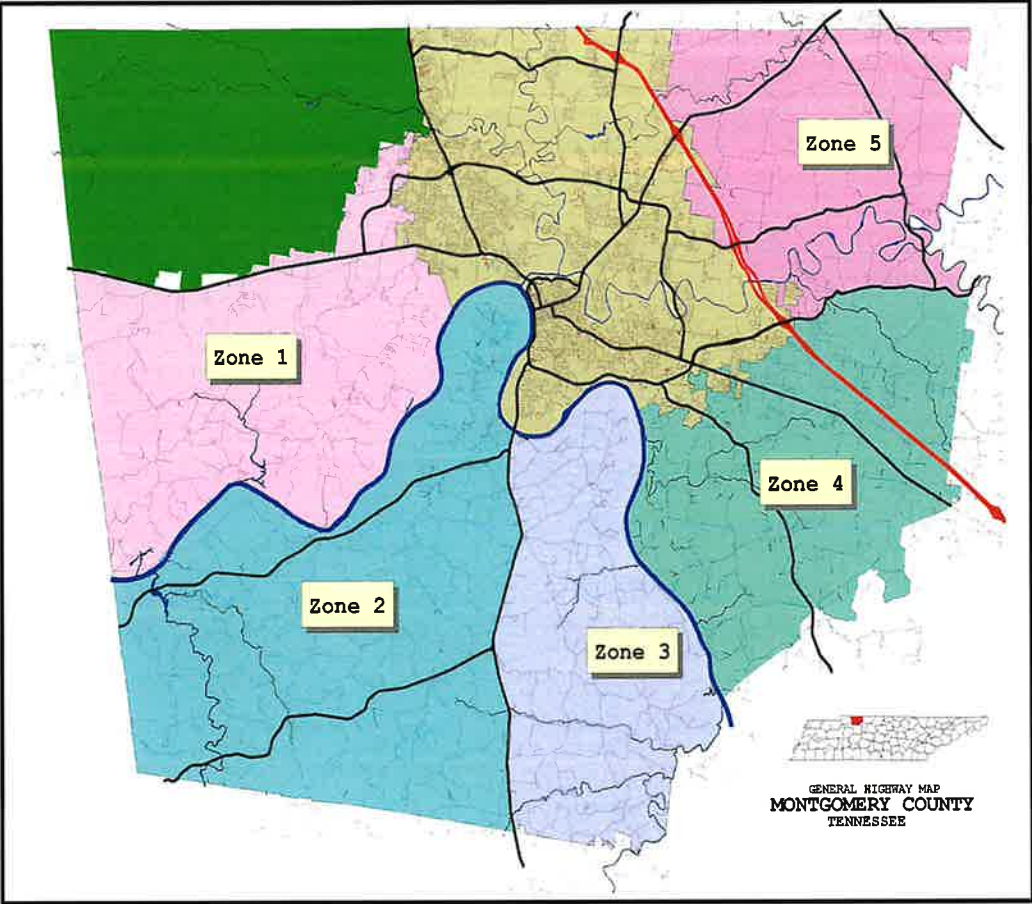 Zone 5
Zone 1
Zone 4
Zone 2
Zone 3
GENERAL HIGHWAY MAP
MONTGOMERY COUNTY
TENNESSEE